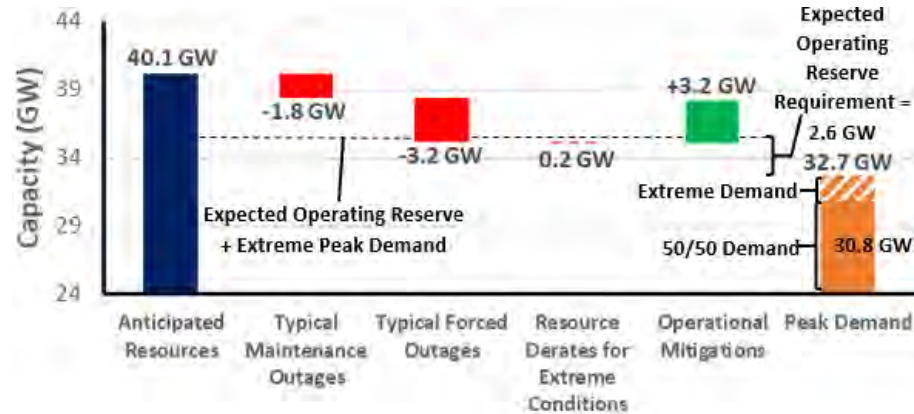 44
39
34
29
24
Capacity (GW)
40.1 GW
-1.8 GW
-3.2 GW
0.2 GW
+3.2 GW
Expected
Operating
Reserve
Requirement =
2.6 GW
32.7 GW
Extreme Demand
50/50 Demand
30.8 GW
Expected Operating Reserve
+ Extreme Peak Demand
Anticipated
Resources
Typical
Maintenance
Outages
Typical Forced
Outages
Resource
Derates for
Extreme
Conditions
Operational
Mitigations
Peak Demand